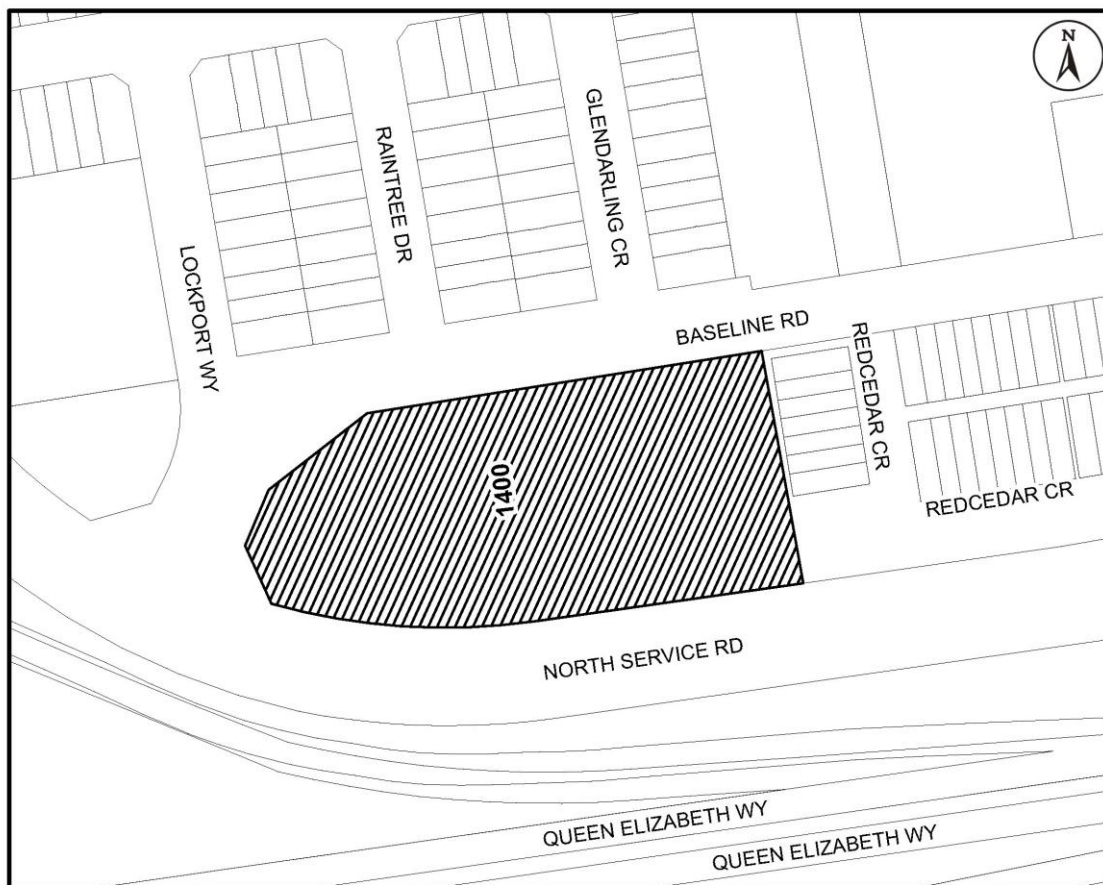 N
GLENDARLING CR
RAINTREE DR
LOCKPORT WY
BASELINE RD
REDCEDAR CR
1400
REDCEDAR CR
NORTH SERVICE RD
QUEEN ELIZABETH WY
QUEEN ELIZABETH WY